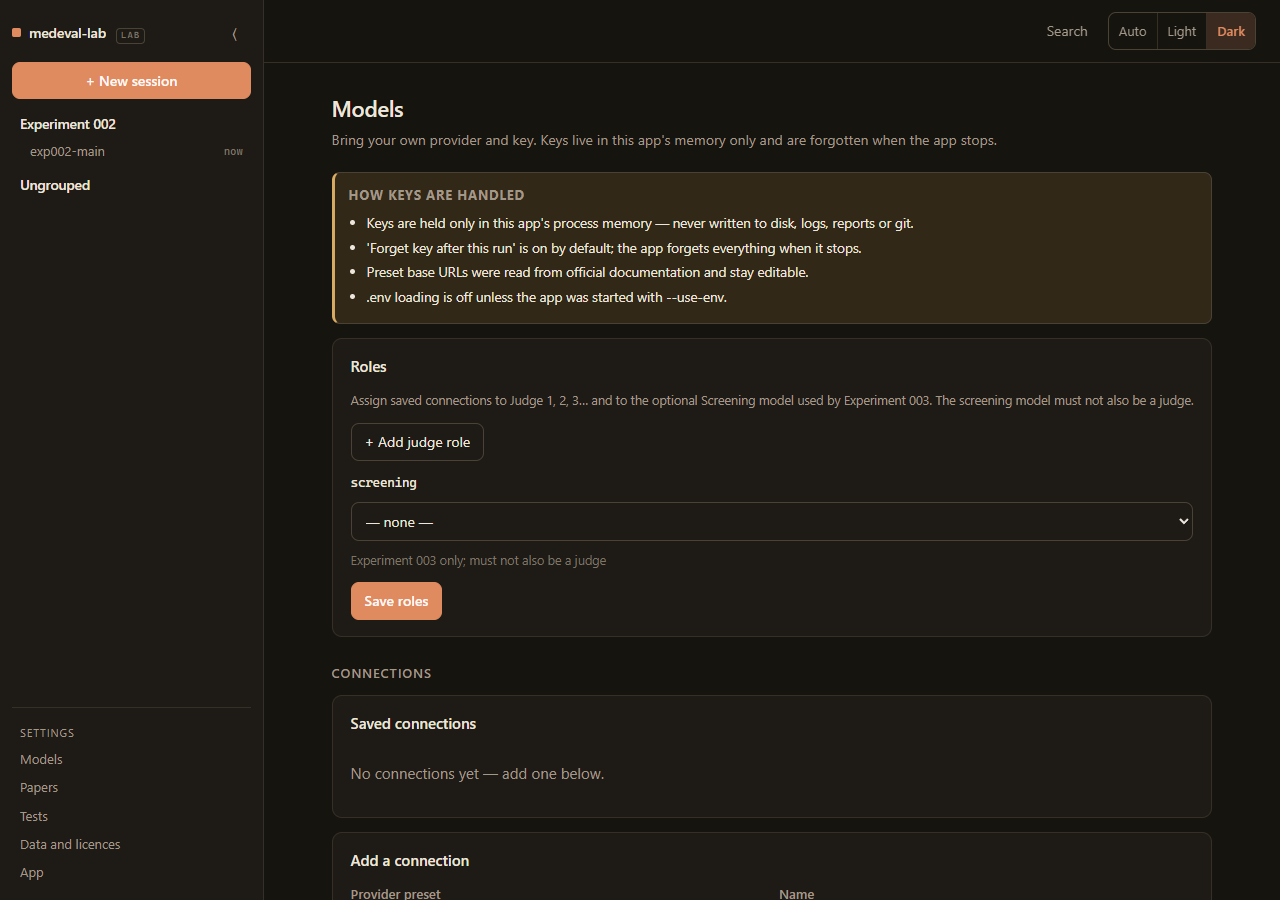 medeval-lab LAB ⟨
+ New session
Experiment 002
exp002-main now
Ungrouped
SETTINGS
Models
Papers
Tests
Data and licences
App
Search Auto Light Dark
Models
Bring your own provider and key. Keys live in this app's memory only and are forgotten when the app stops.
HOW KEYS ARE HANDLED
• Keys are held only in this app's process memory — never written to disk, logs, reports or git.
• 'Forget key after this run' is on by default; the app forgets everything when it stops.
• Preset base URLs were read from official documentation and stay editable.
• .env loading is off unless the app was started with --use-env.
Roles
Assign saved connections to Judge 1, 2, 3... and to the optional Screening model used by Experiment 003. The screening model must not also be a judge.
+ Add judge role
screening
— none —
Experiment 003 only; must not also be a judge
Save roles
CONNECTIONS
Saved connections
No connections yet — add one below.
Add a connection
Provider preset Name